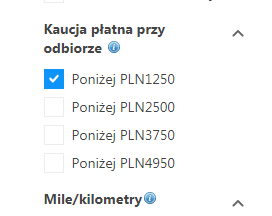 Kaucja płatna przy
odbiorze
Poniżej PLN1250
Poniżej PLN2500
Poniżej PLN3750
Poniżej PLN4950
Mile/kilometry